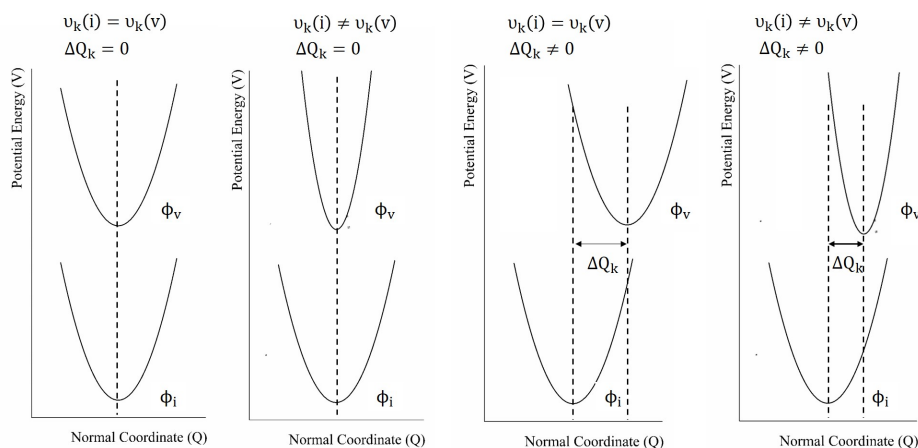 υₖ(i) = υₖ(v)
ΔQₖ = 0
Potential Energy (V)
ϕᵥ
ϕᵢ
Normal Coordinate (Q)
υₖ(i) ≠ υₖ(v)
ΔQₖ = 0
Potential Energy (V)
ϕᵥ
ϕᵢ
Normal Coordinate (Q)
υₖ(i) = υₖ(v)
ΔQₖ ≠ 0
Potential Energy (V)
ϕᵥ
ΔQₖ
ϕᵢ
Normal Coordinate (Q)
υₖ(i) ≠ υₖ(v)
ΔQₖ ≠ 0
Potential Energy (V)
ϕᵥ
ΔQₖ
ϕᵢ
Normal Coordinate (Q)